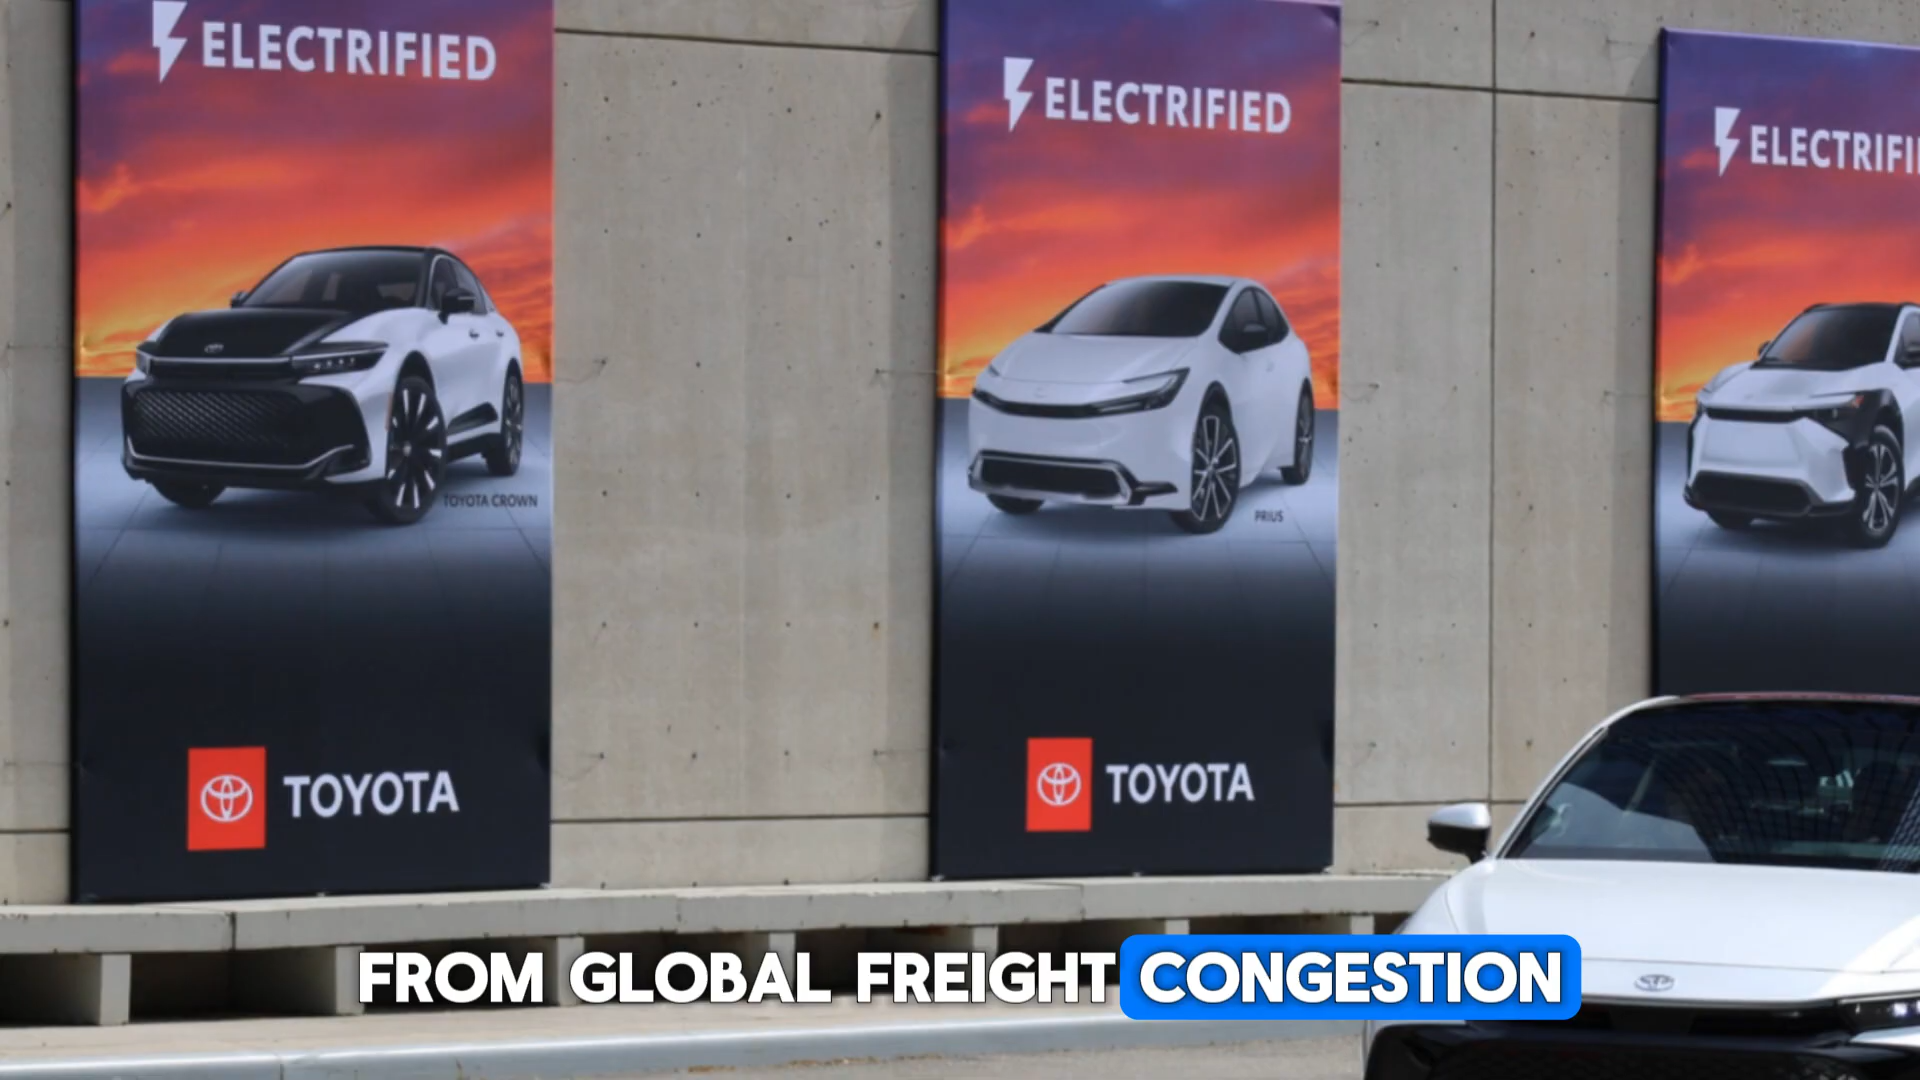 ELECTRIFIED
TOYOTA CROWN
TOYOTA
ELECTRIFIED
PRIUS
TOYOTA
ELECTRIFI
FROM GLOBAL FREIGHT CONGESTION